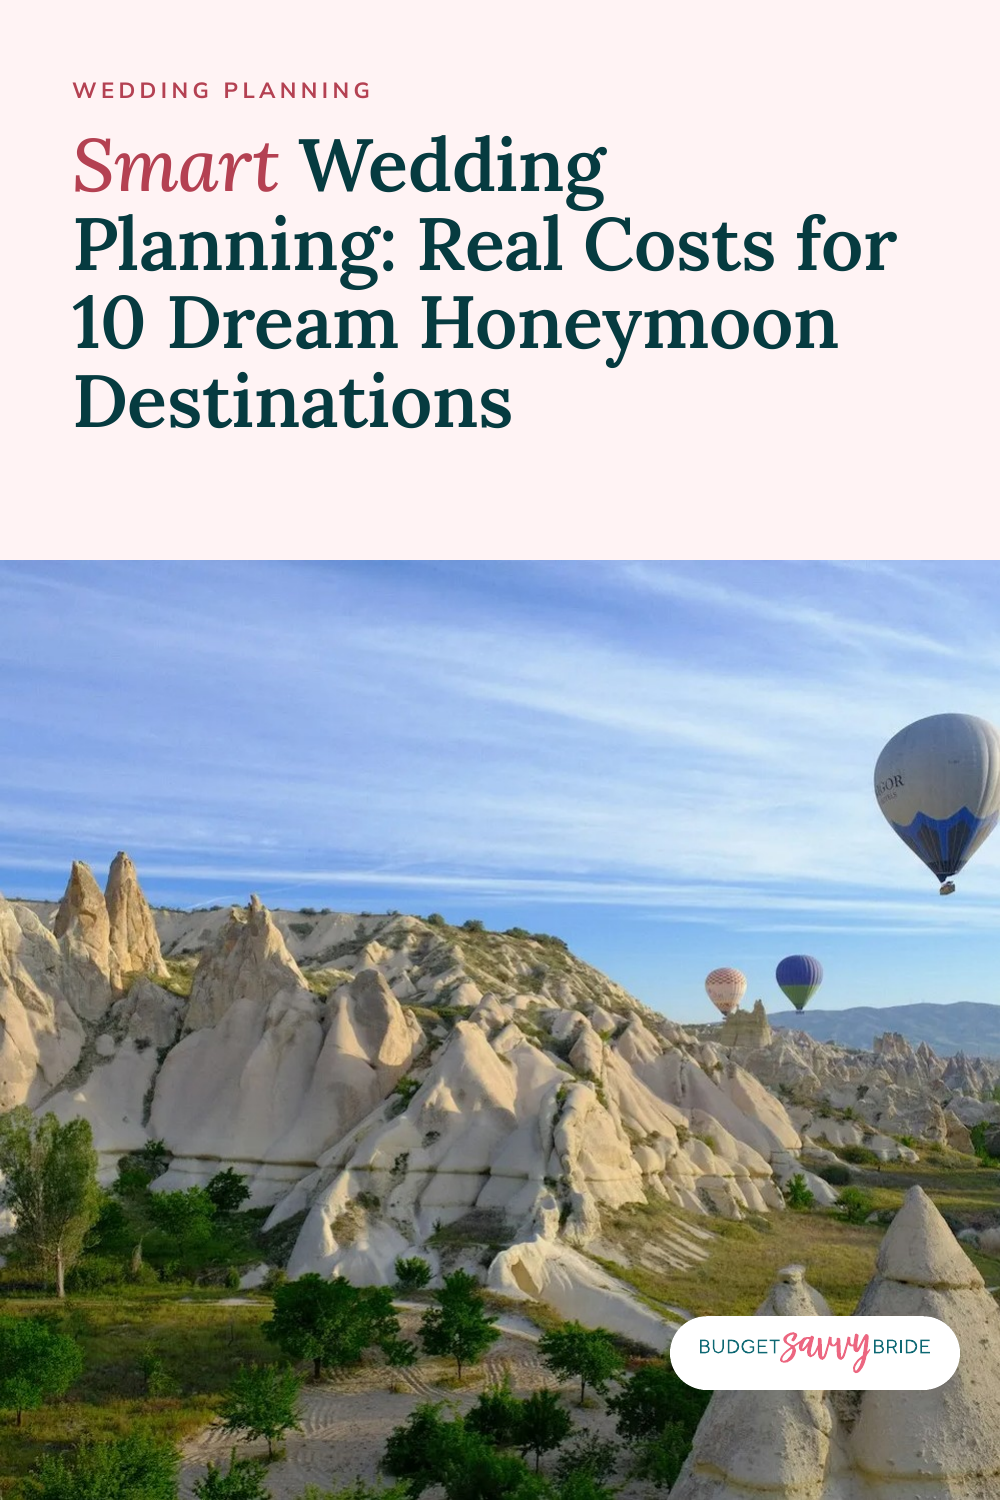 WEDDING PLANNING
Smart Wedding
Planning: Real Costs for
10 Dream Honeymoon
Destinations
BUDGET savvy BRIDE